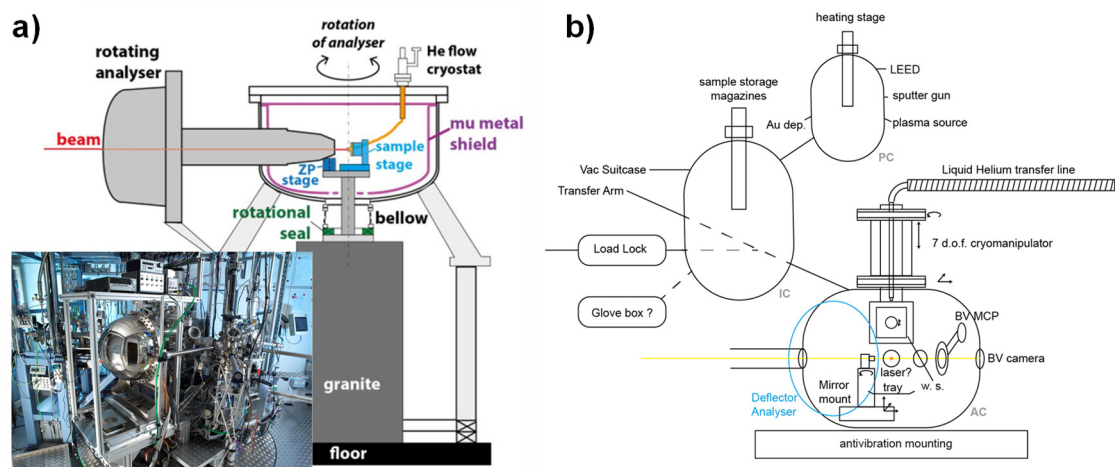 a)
rotation
of analyser
He flow
cryostat
rotating
analyser
beam
mu metal
shield
sample
stage
ZP
stage
rotational
seal
bellow
granite
floor
b)
heating stage
LEED
sputter gun
plasma source
Au dep.
PC
sample storage
magazines
Vac Suitcase
Transfer Arm
Load Lock
Glove box ?
IC
Liquid Helium transfer line
7 d.o.f. cryomanipulator
BV MCP
BV camera
laser?
tray
w. s.
Mirror
mount
Deflector
Analyser
AC
antivibration mounting